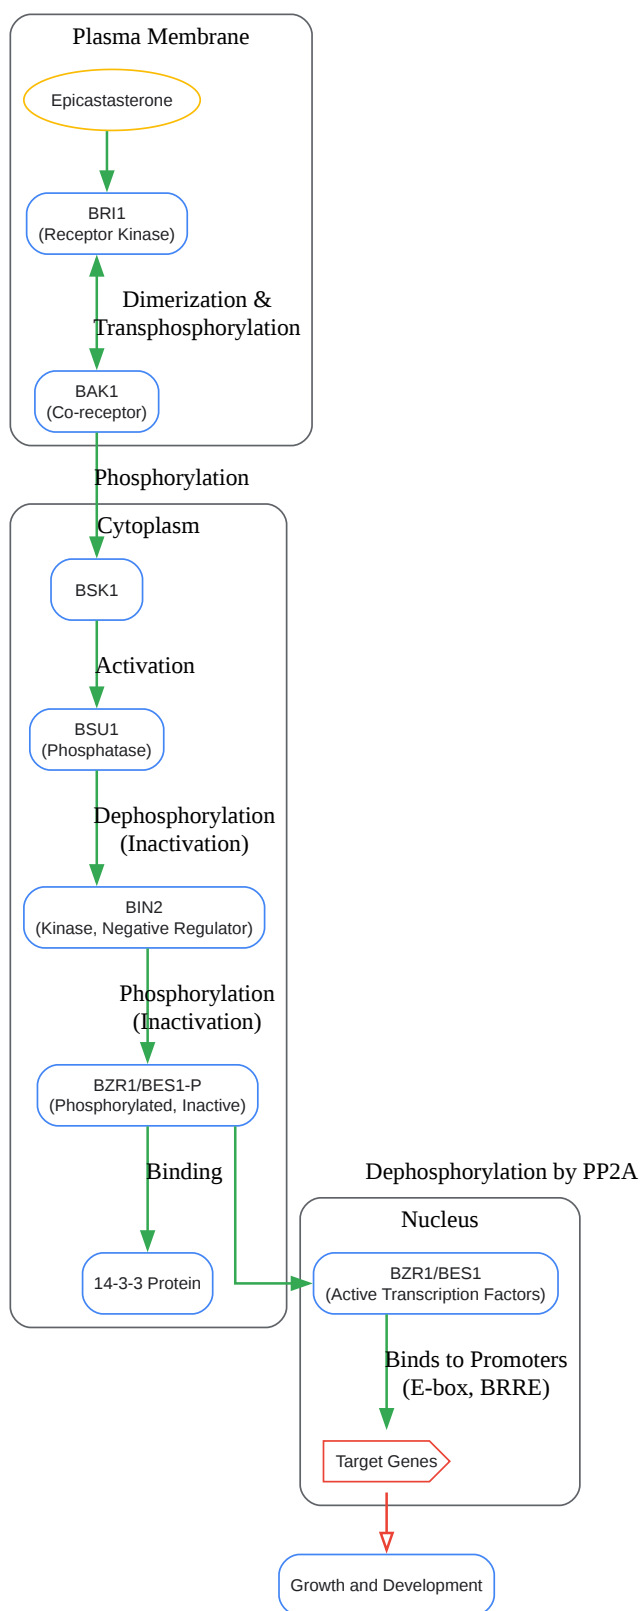 Plasma Membrane
Epicastasterone
BRI1
(Receptor Kinase)
Dimerization &
Transphosphorylation
BAK1
(Co-receptor)
Phosphorylation
Cytoplasm
BSK1
Activation
BSU1
(Phosphatase)
Dephosphorylation
(Inactivation)
BIN2
(Kinase, Negative Regulator)
Phosphorylation
(Inactivation)
BZR1/BES1-P
(Phosphorylated, Inactive)
Binding
Dephosphorylation by PP2A
Nucleus
14-3-3 Protein
BZR1/BES1
(Active Transcription Factors)
Binds to Promoters
(E-box, BRRE)
Target Genes
Growth and Development